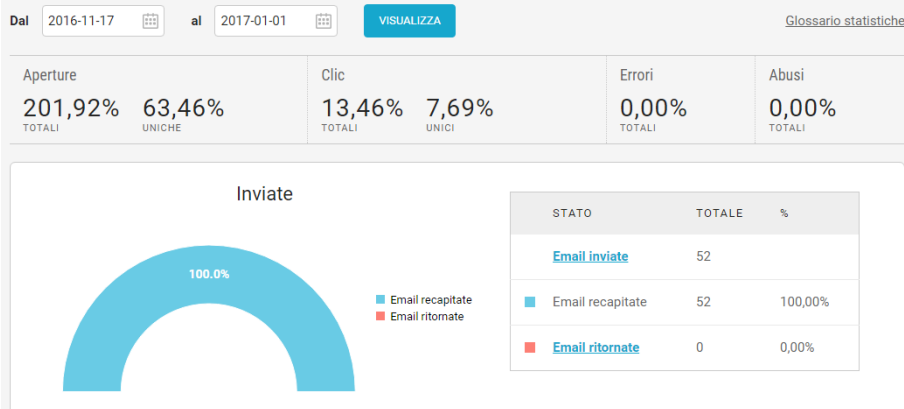 Dal 2016-11-17 al 2017-01-01 VISUALIZZA Glossario statistiche
Aperture Clic Errori Abusi
201,92% 63,46% 13,46% 7,69% 0,00% 0,00%
TOTALI UNICHE TOTALI UNICI TOTALI TOTALI
Inviate
100.0%
Email recapitate
Email ritornate
STATO TOTALE %
Email inviate 52
Email recapitate 52 100,00%
Email ritornate 0 0,00%